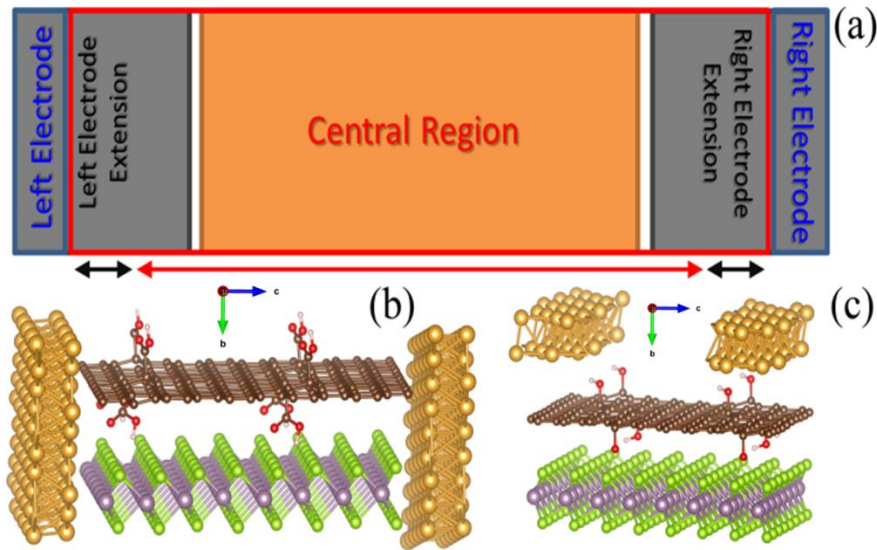 (a)
Left Electrode
Left Electrode
Extension
Central Region
Right Electrode
Extension
Right Electrode
(b)
c
b
(c)
c
b